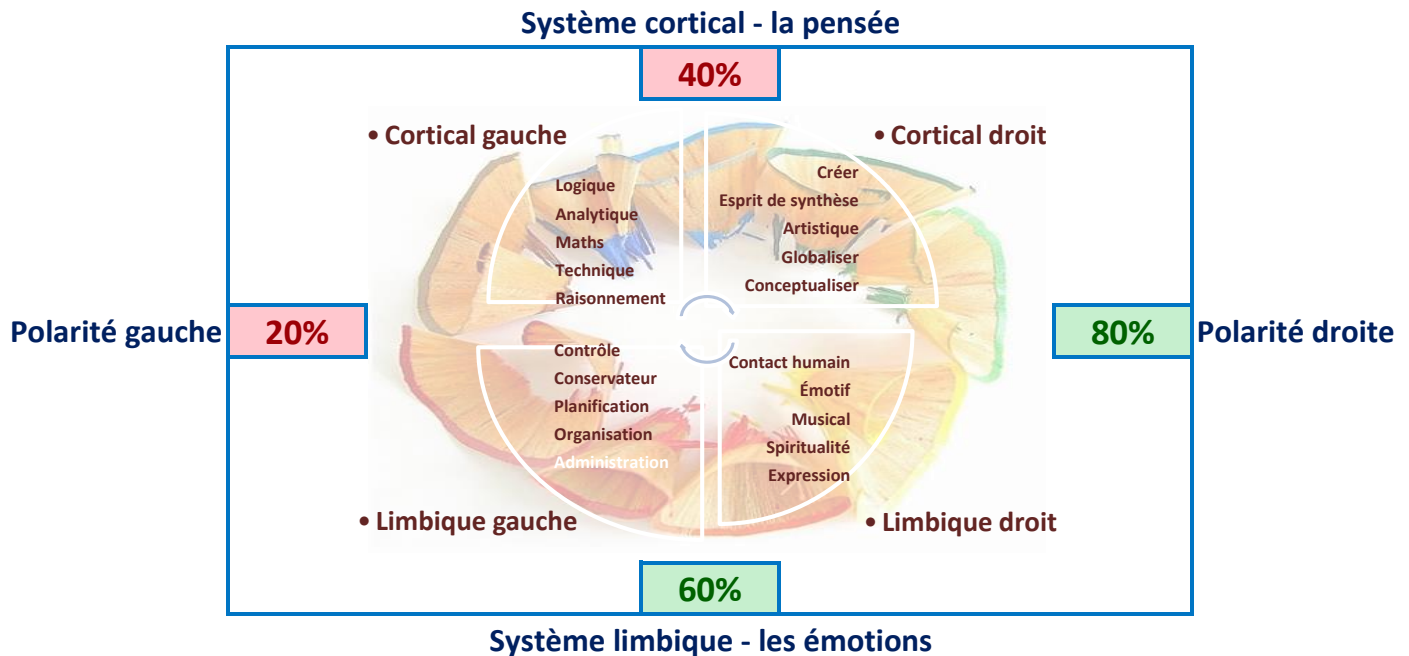 Système cortical - la pensée
40%
• Cortical gauche
• Cortical droit
Logique
Analytique
Maths
Technique
Raisonnement
Créer
Esprit de synthèse
Artistique
Globaliser
Conceptualiser
Polarité gauche
20%
80%
Polarité droite
Contrôle
Conservateur
Planification
Organisation
Administration
Contact humain
Émotif
Musical
Spiritualité
Expression
• Limbique gauche
• Limbique droit
60%
Système limbique - les émotions